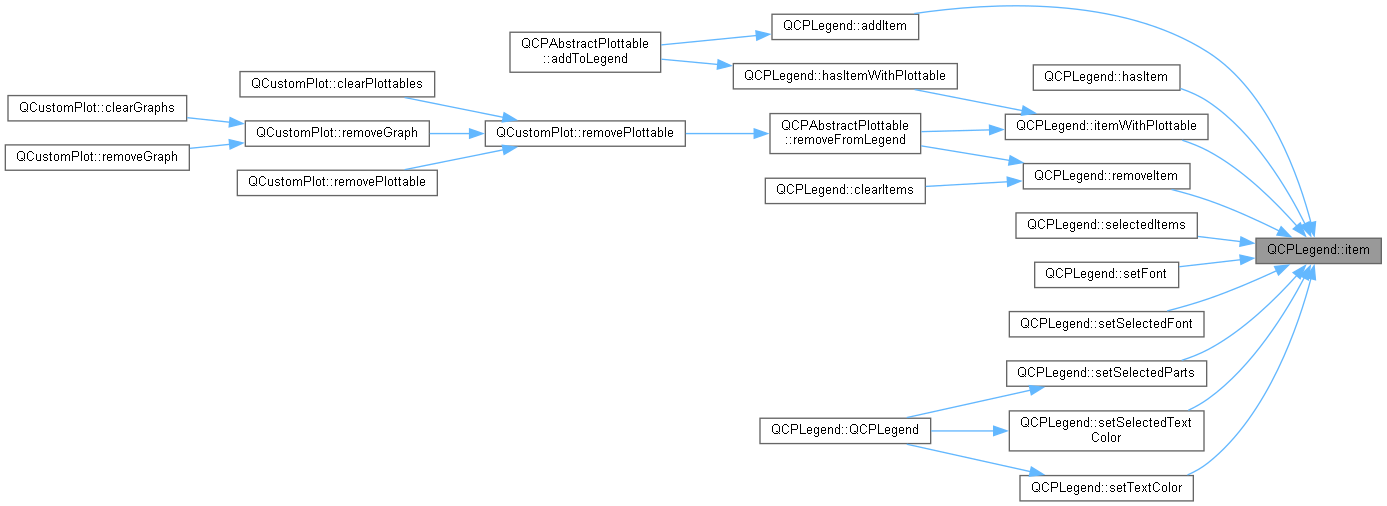 QCPLegend::addItem
QCPAbstractPlottable
::addToLegend
QCPLegend::hasItemWithPlottable
QCPLegend::hasItem
QCustomPlot::clearPlottables
QCustomPlot::clearGraphs
QCustomPlot::removeGraph
QCustomPlot::removePlottable
QCPAbstractPlottable
::removeFromLegend
QCPLegend::itemWithPlottable
QCustomPlot::removeGraph
QCustomPlot::removePlottable
QCPLegend::clearItems
QCPLegend::removeItem
QCPLegend::selectedItems
QCPLegend::item
QCPLegend::setFont
QCPLegend::setSelectedFont
QCPLegend::setSelectedParts
QCPLegend::QCPLegend
QCPLegend::setSelectedText
Color
QCPLegend::setTextColor